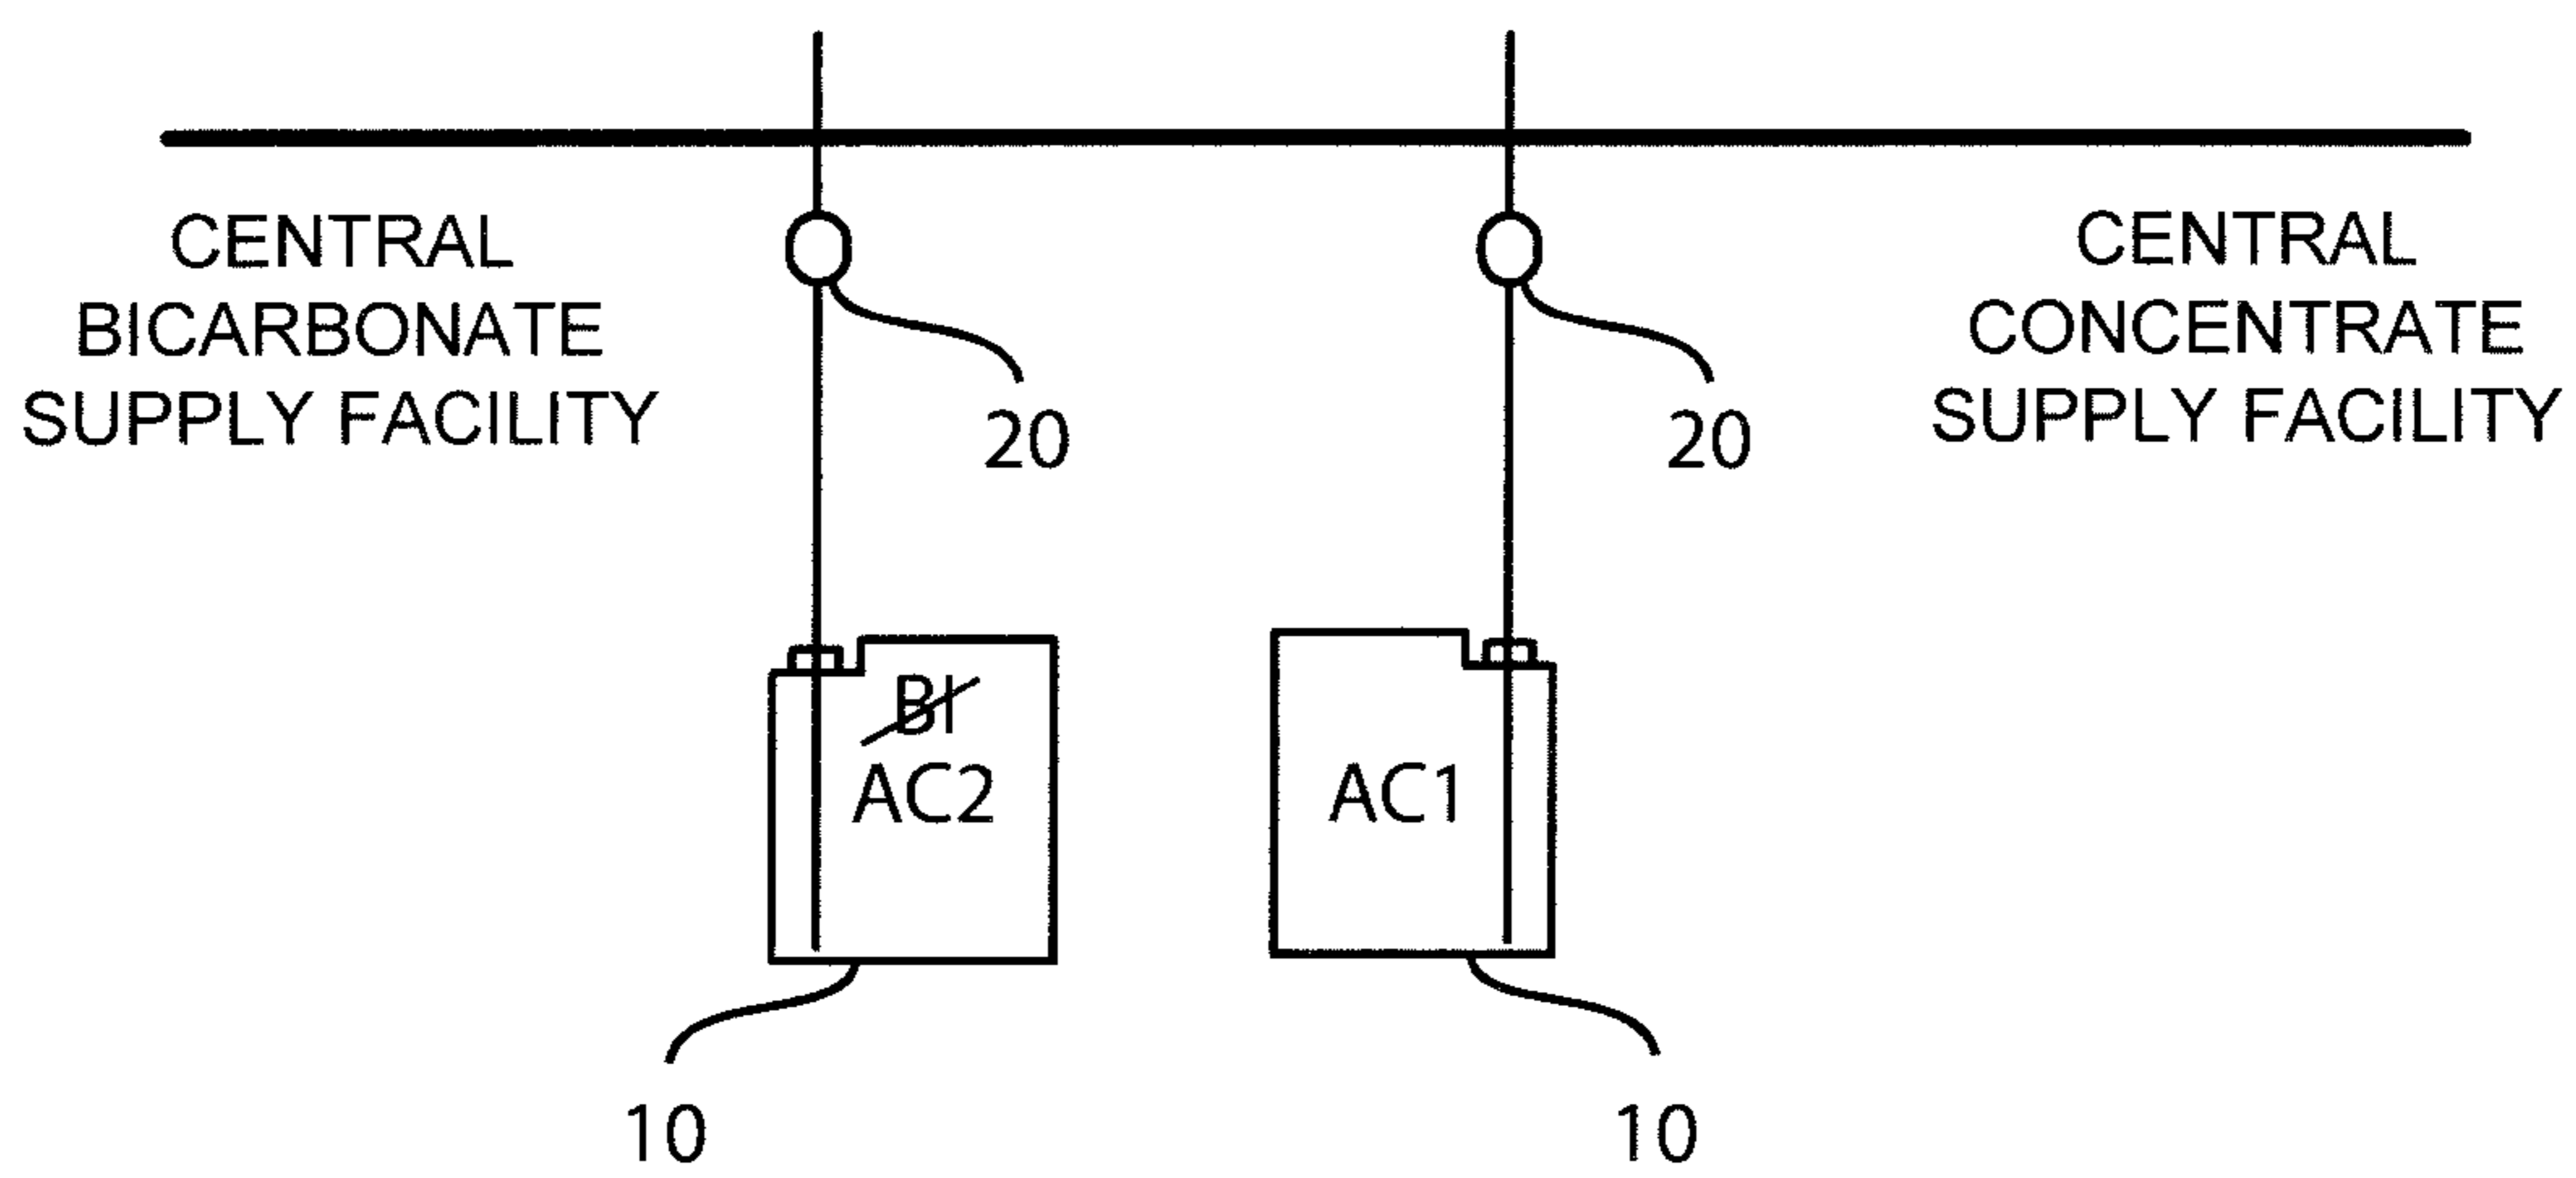 CENTRAL
BICARBONATE
SUPPLY FACILITY
CENTRAL
CONCENTRATE
SUPPLY FACILITY
20
20
BI
AC2
AC1
10
10